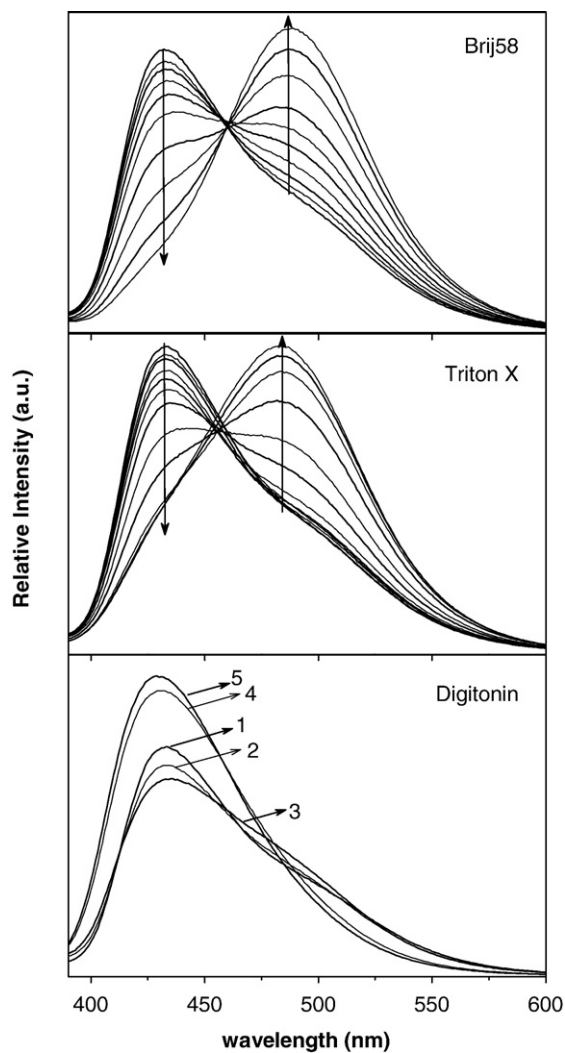 Brij58
Triton X
Relative Intensity (a.u.)
Digitonin
5
4
1
2
3
400 450 500 550 600
wavelength (nm)